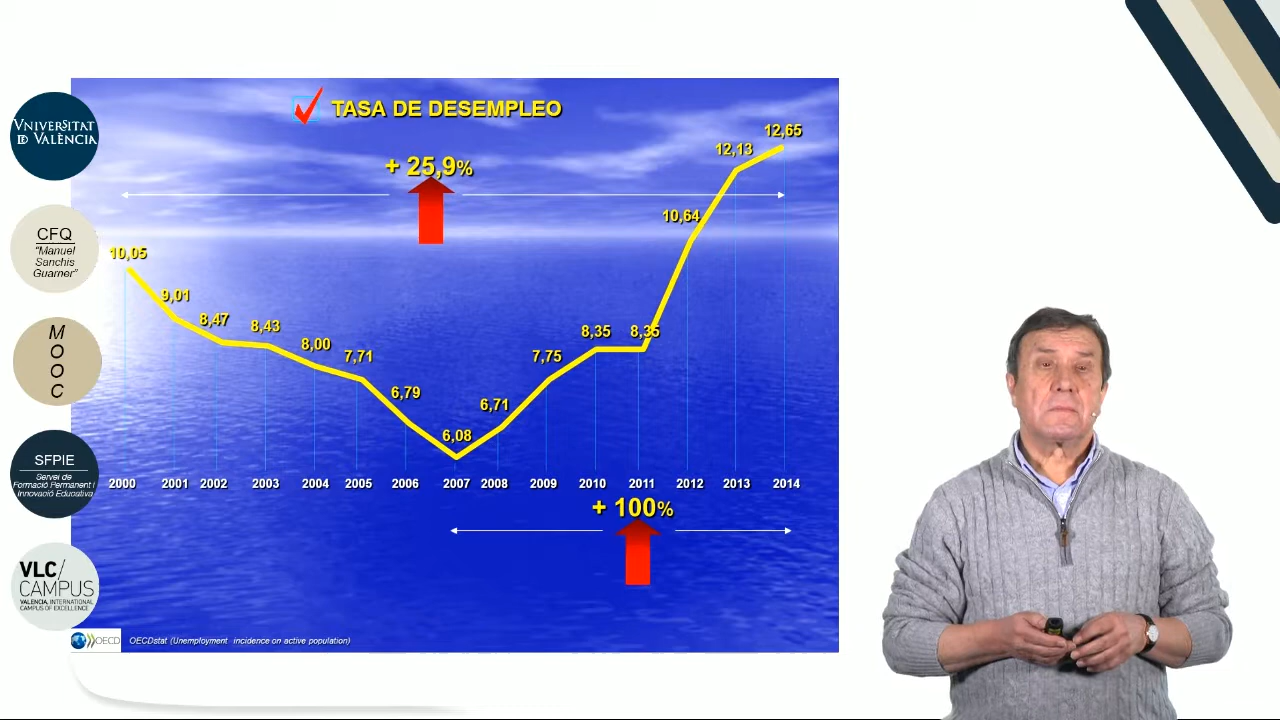 VNIVERSITAT
D VALÈNCIA
CFQ
"Manuel
Sanchis
Guarner"
M
O
O
C
SFPIE
Servei de
Formació Permanent i
Innovació Educativa
VLC/
CAMPUS
VALENCIA, INTERNATIONAL
CAMPUS OF EXCELLENCE
TASA DE DESEMPLEO
+ 25,9%
10,05
9,01
8,47
8,43
8,00
7,71
6,79
6,08
6,71
7,75
8,35
8,35
10,64
12,13
12,65
2000 2001 2002 2003 2004 2005 2006 2007 2008 2009 2010 2011 2012 2013 2014
+ 100%
OECD
OECDstat (Unemployment incidence on active population)